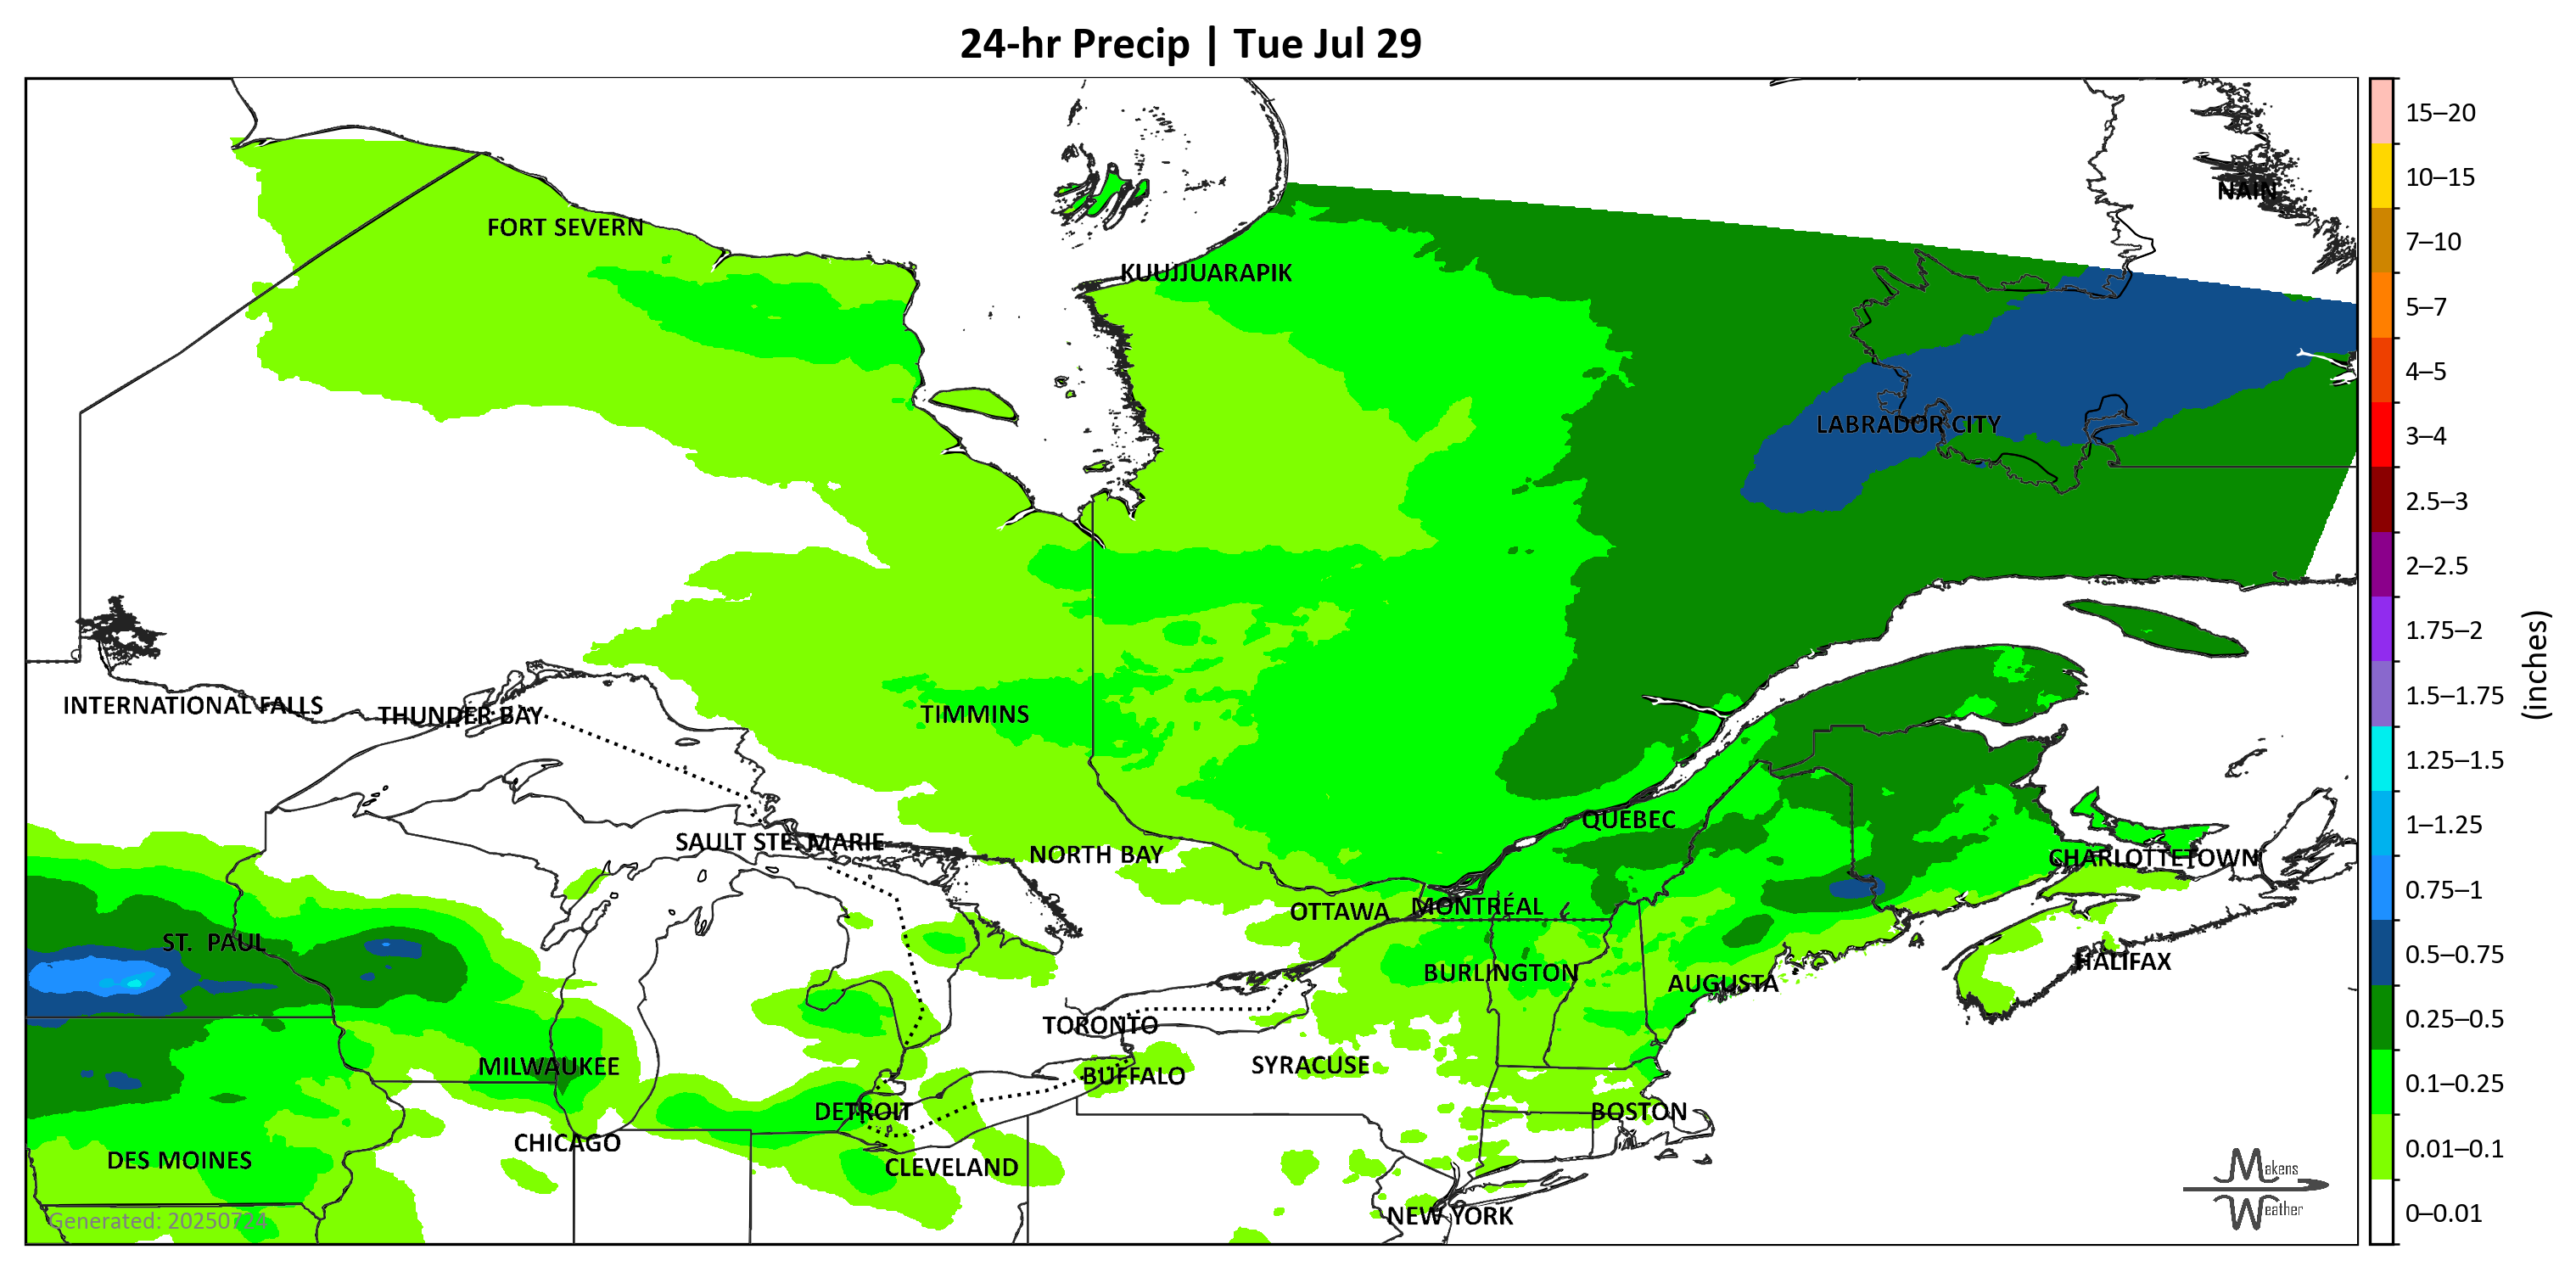 24-hr Precip | Tue Jul 29
NAIN
FORT SEVERN
KUUJJUARAPIK
LABRADOR CITY
INTERNATIONAL FALLS
THUNDER BAY
TIMMINS
SAULT STE. MARIE
NORTH BAY
QUÉBEC
CHARLOTTETOWN
OTTAWA
MONTRÉAL
ST. PAUL
BURLINGTON
AUGUSTA
HALIFAX
TORONTO
MILWAUKEE
BUFFALO
SYRACUSE
DETROIT
BOSTON
CHICAGO
DES MOINES
CLEVELAND
NEW YORK
Generated: 20250724
Makens
Weather
15–20
10–15
7–10
5–7
4–5
3–4
2.5–3
2–2.5
1.75–2
1.5–1.75
1.25–1.5
1–1.25
0.75–1
0.5–0.75
0.25–0.5
0.1–0.25
0.01–0.1
0–0.01
(inches)